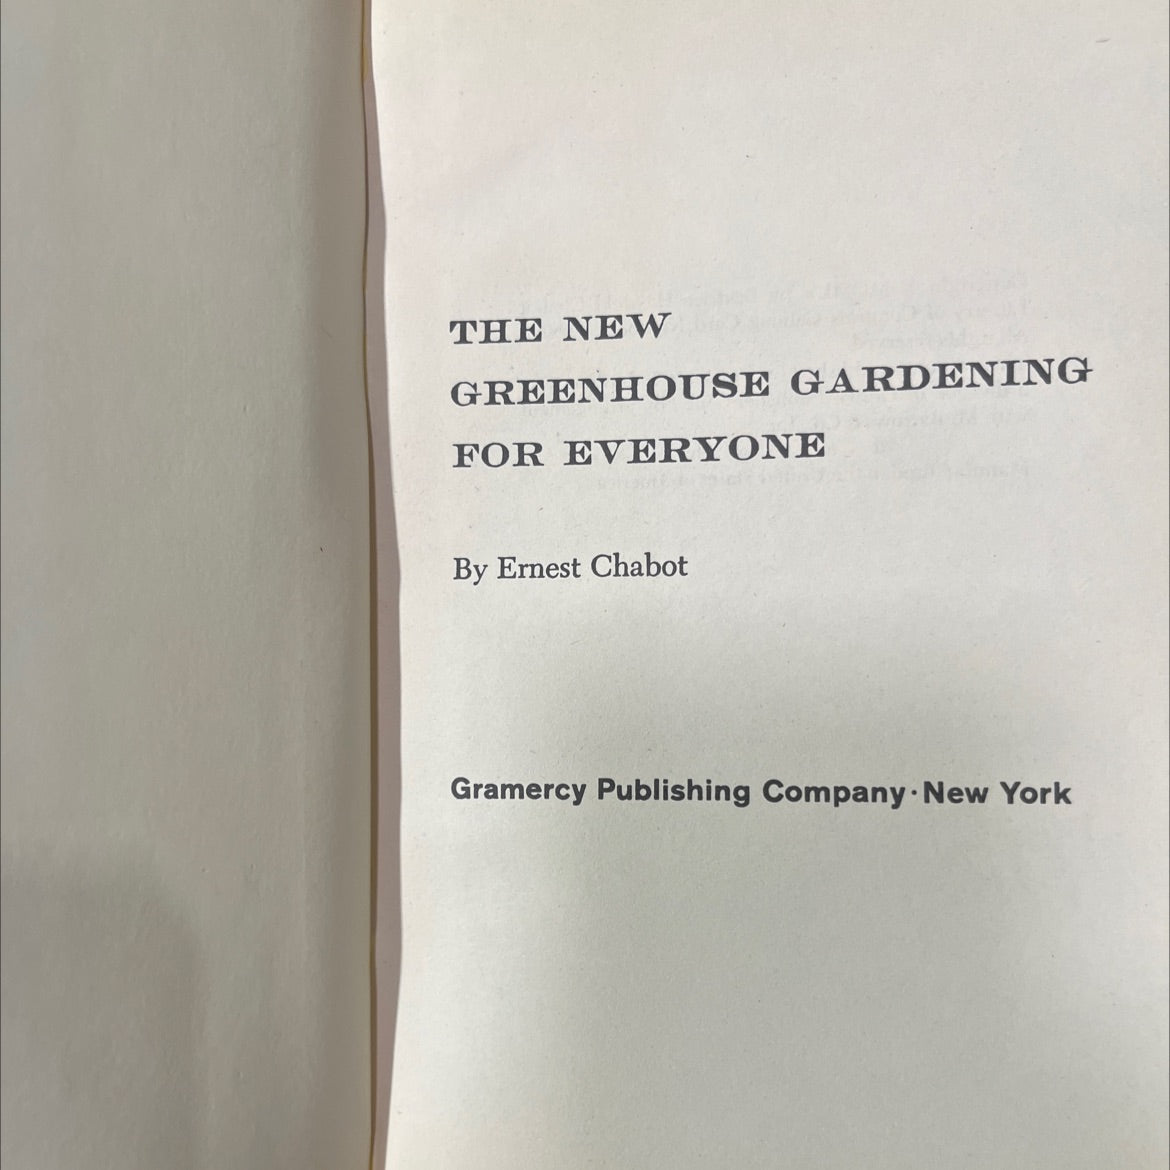 THE NEW
GREENHOUSE GARDENING
FOR EVERYONE
By Ernest Chabot
Gramercy Publishing Company · New York